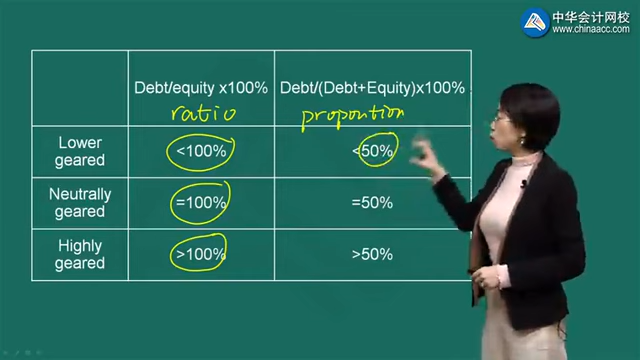 中华会计网校
www.chinaacc.com
Debt/equity x100%
Debt/(Debt+Equity)x100%
ratio
proportion
Lower
geared
<100%
<50%
Neutrally
geared
=100%
=50%
Highly
geared
>100%
>50%